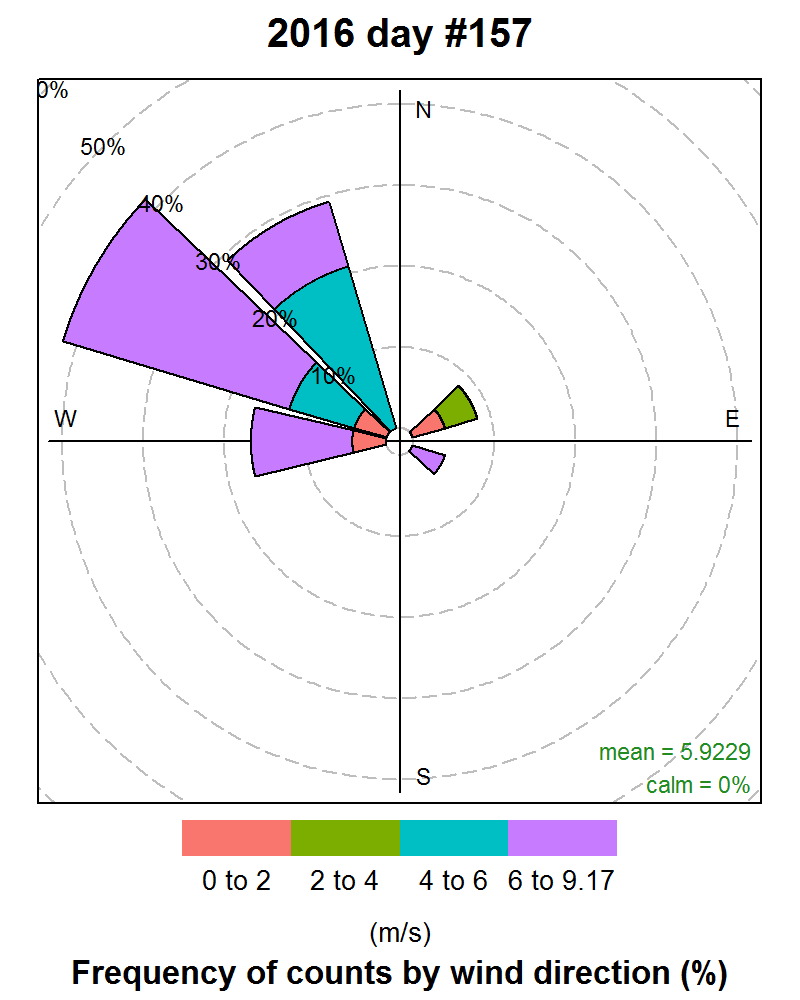 2016 day #157
0%
50%
40%
30%
20%
10%
N
W
E
S
mean = 5.9229
calm = 0%
0 to 2 2 to 4 4 to 6 6 to 9.17
(m/s)
Frequency of counts by wind direction (%)